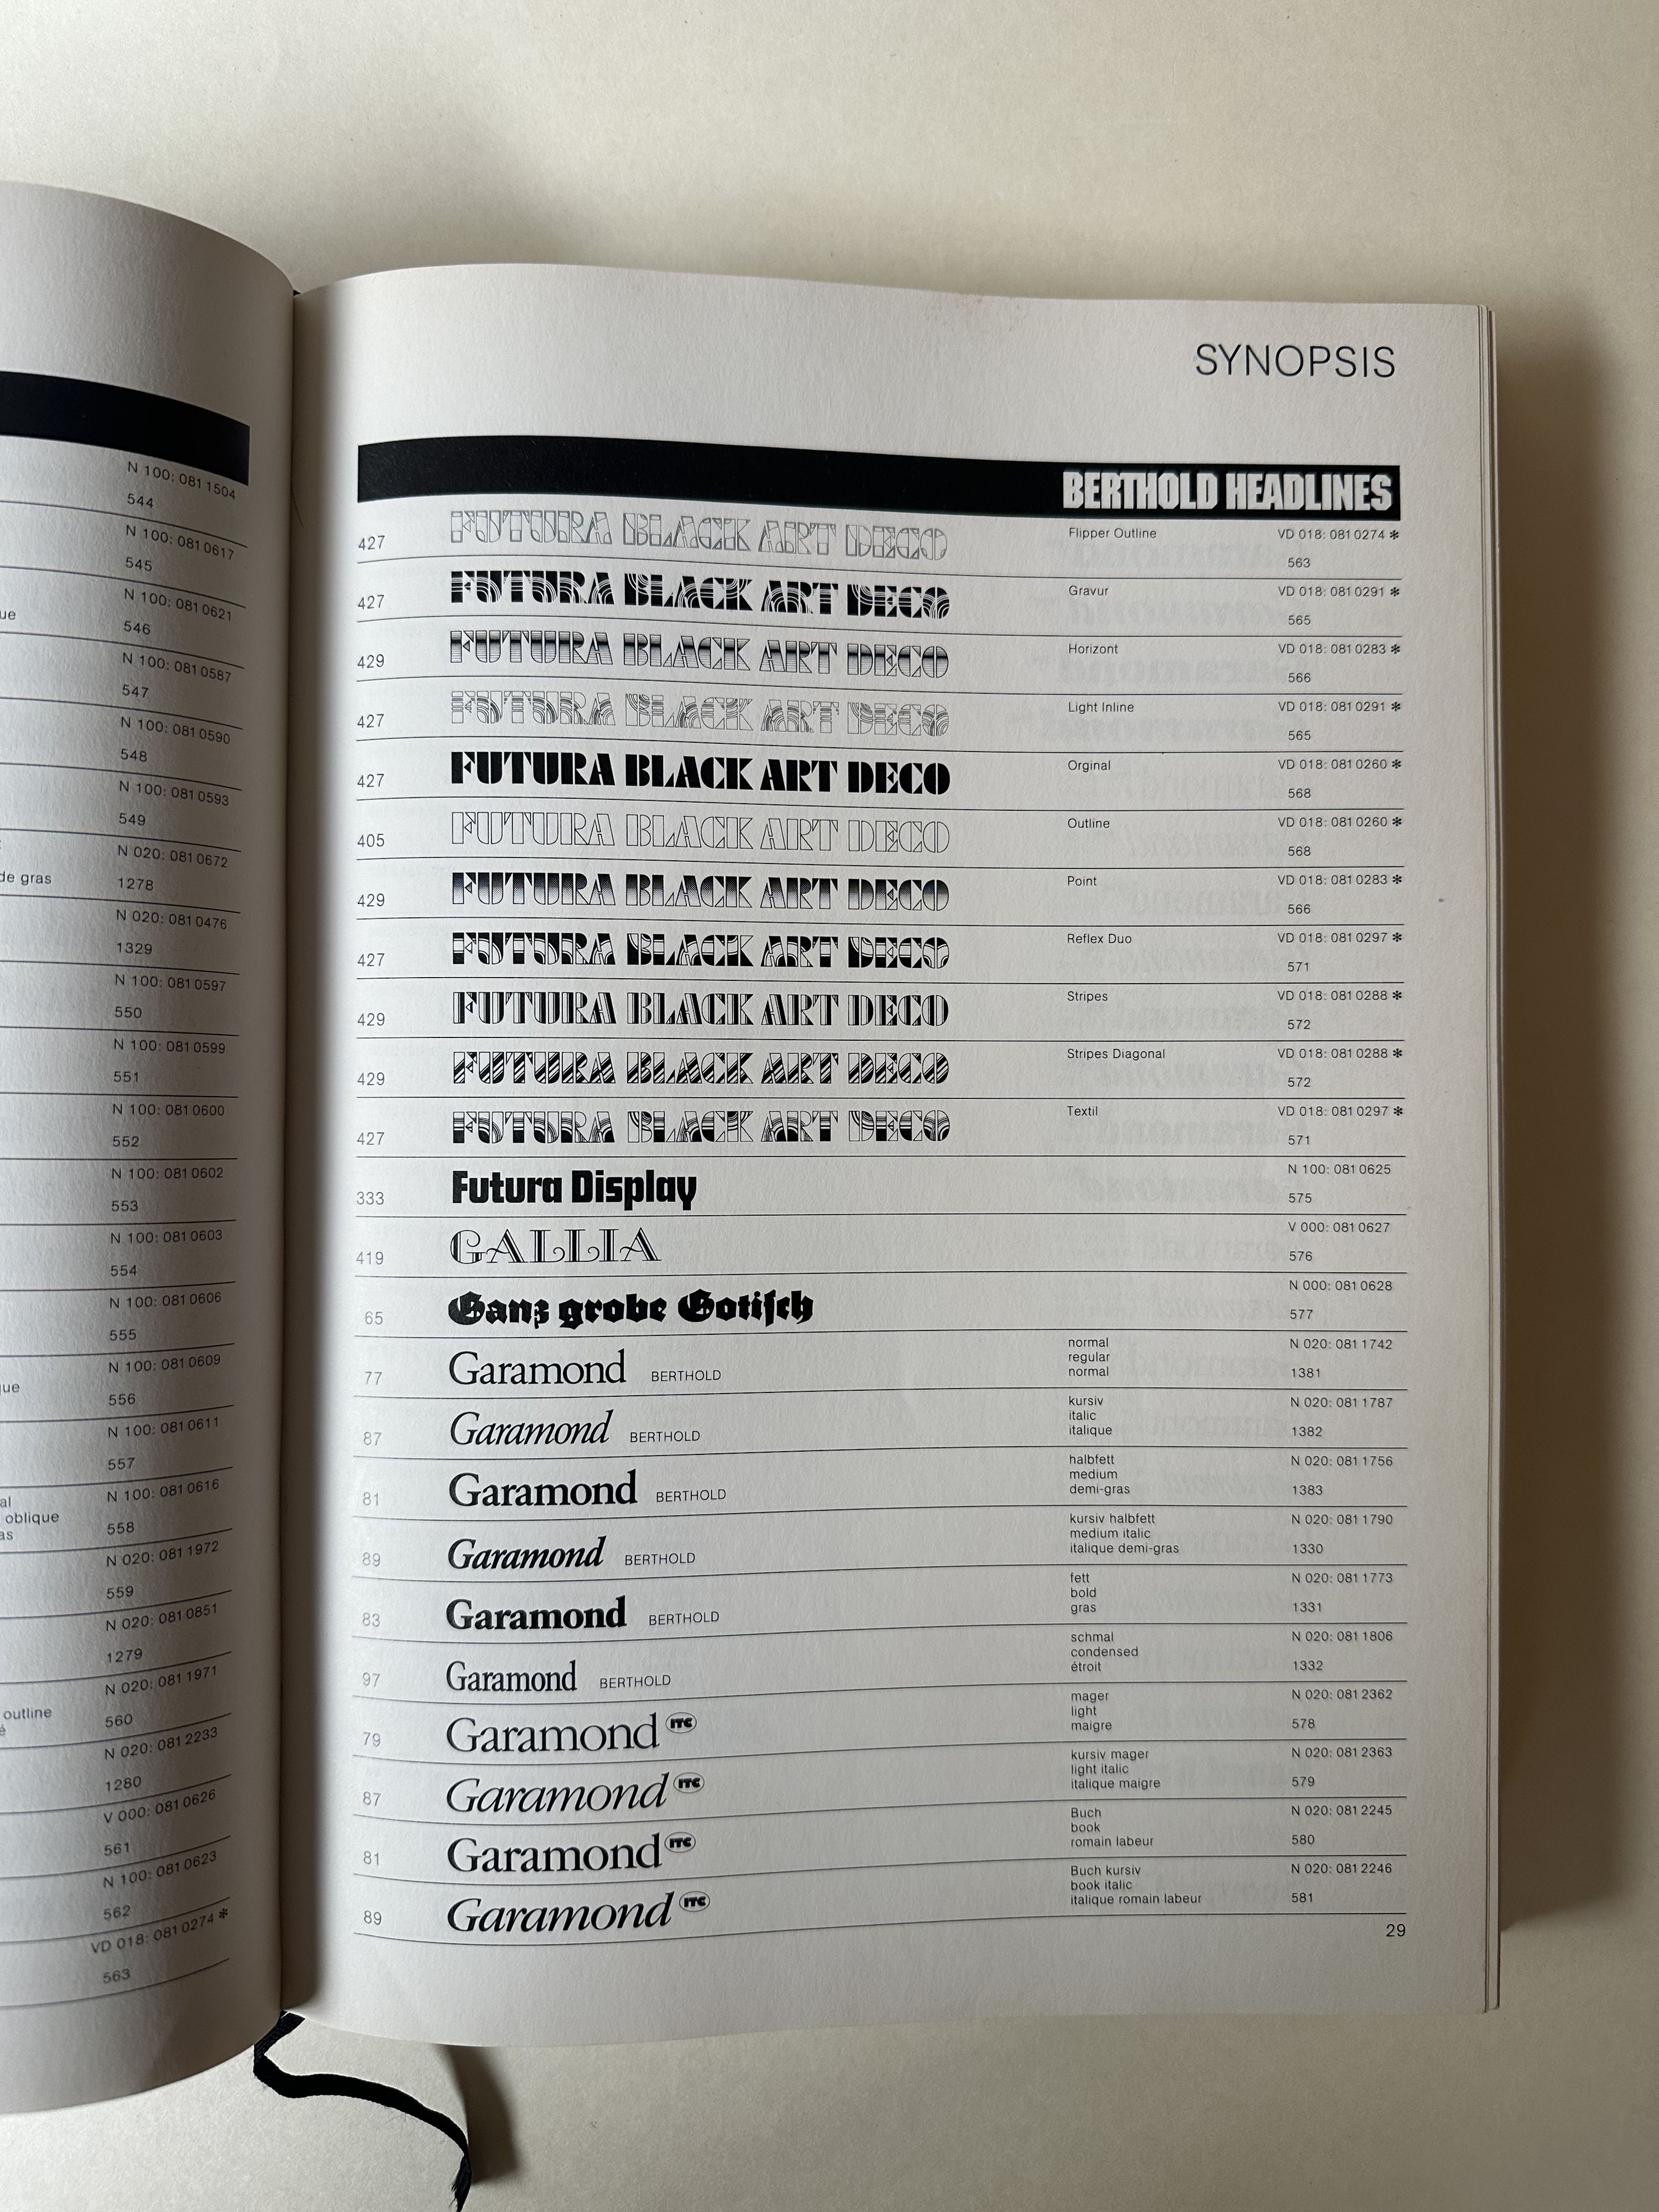 N 100: 081 1504
544
N 100: 081 0617
545
ue
N 100: 081 0621
546
N 100: 081 0587
547
N 100: 081 0590
548
N 100: 081 0593
549
de gras
N 020: 081 0672
1278
N 020: 081 0476
1329
N 100: 081 0597
550
N 100: 081 0599
551
N 100: 081 0600
552
N 100: 081 0602
553
N 100: 081 0603
554
N 100: 081 0606
555
que
N 100: 081 0609
556
N 100: 081 0611
557
al
oblique
as
N 100: 081 0616
558
N 020: 081 1972
559
N 020: 081 0851
1279
outline
é
N 020: 081 1971
560
N 020: 081 2233
1280
V 000: 081 0626
561
N 100: 081 0623
562
VD 018: 081 0274 ✻
563
SYNOPSIS
BERTHOLD HEADLINES
427 FUTURA BLACK ART DECO Flipper Outline VD 018: 081 0274 ✻
563
427 FUTURA BLACK ART DECO Gravur VD 018: 081 0291 ✻
565
429 FUTURA BLACK ART DECO Horizont VD 018: 081 0283 ✻
566
427 FUTURA BLACK ART DECO Light Inline VD 018: 081 0291 ✻
565
427 FUTURA BLACK ART DECO Orginal VD 018: 081 0260 ✻
568
405 FUTURA BLACK ART DECO Outline VD 018: 081 0260 ✻
568
429 FUTURA BLACK ART DECO Point VD 018: 081 0283 ✻
566
427 FUTURA BLACK ART DECO Reflex Duo VD 018: 081 0297 ✻
571
429 FUTURA BLACK ART DECO Stripes VD 018: 081 0288 ✻
572
429 FUTURA BLACK ART DECO Stripes Diagonal VD 018: 081 0288 ✻
572
427 FUTURA BLACK ART DECO Textil VD 018: 081 0297 ✻
571
333 Futura Display N 100: 081 0625
575
419 GALLIA V 000: 081 0627
576
65 Ganz grobe Gotiſch N 000: 081 0628
577
77 Garamond BERTHOLD normal N 020: 081 1742
regular
normal 1381
87 Garamond BERTHOLD kursiv N 020: 081 1787
italic
italique 1382
81 Garamond BERTHOLD halbfett N 020: 081 1756
medium
demi-gras 1383
89 Garamond BERTHOLD kursiv halbfett N 020: 081 1790
medium italic
italique demi-gras 1330
83 Garamond BERTHOLD fett N 020: 081 1773
bold
gras 1331
97 Garamond BERTHOLD schmal N 020: 081 1806
condensed
étroit 1332
79 Garamond ITC mager N 020: 081 2362
light
maigre 578
87 Garamond ITC kursiv mager N 020: 081 2363
light italic
italique maigre 579
81 Garamond ITC Buch N 020: 081 2245
book
romain labeur 580
89 Garamond ITC Buch kursiv N 020: 081 2246
book italic
italique romain labeur 581
29